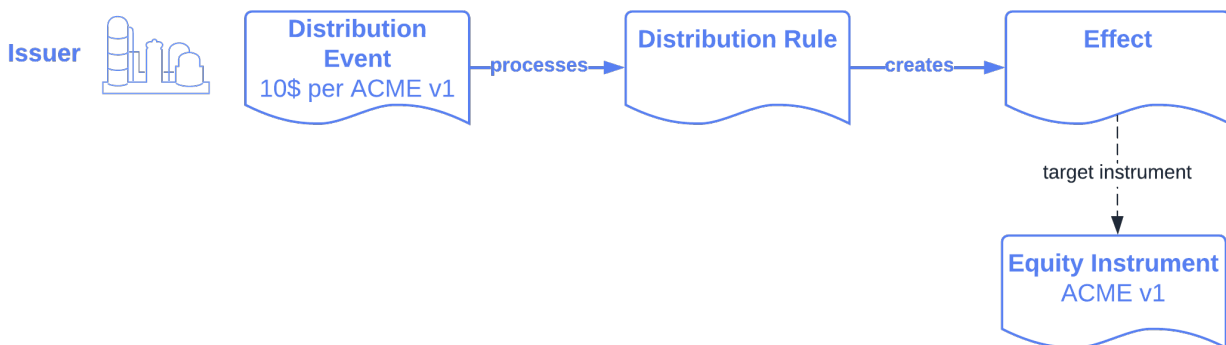 Issuer
Distribution
Event
10$ per ACME v1
processes
Distribution Rule
creates
Effect
target instrument
Equity Instrument
ACME v1